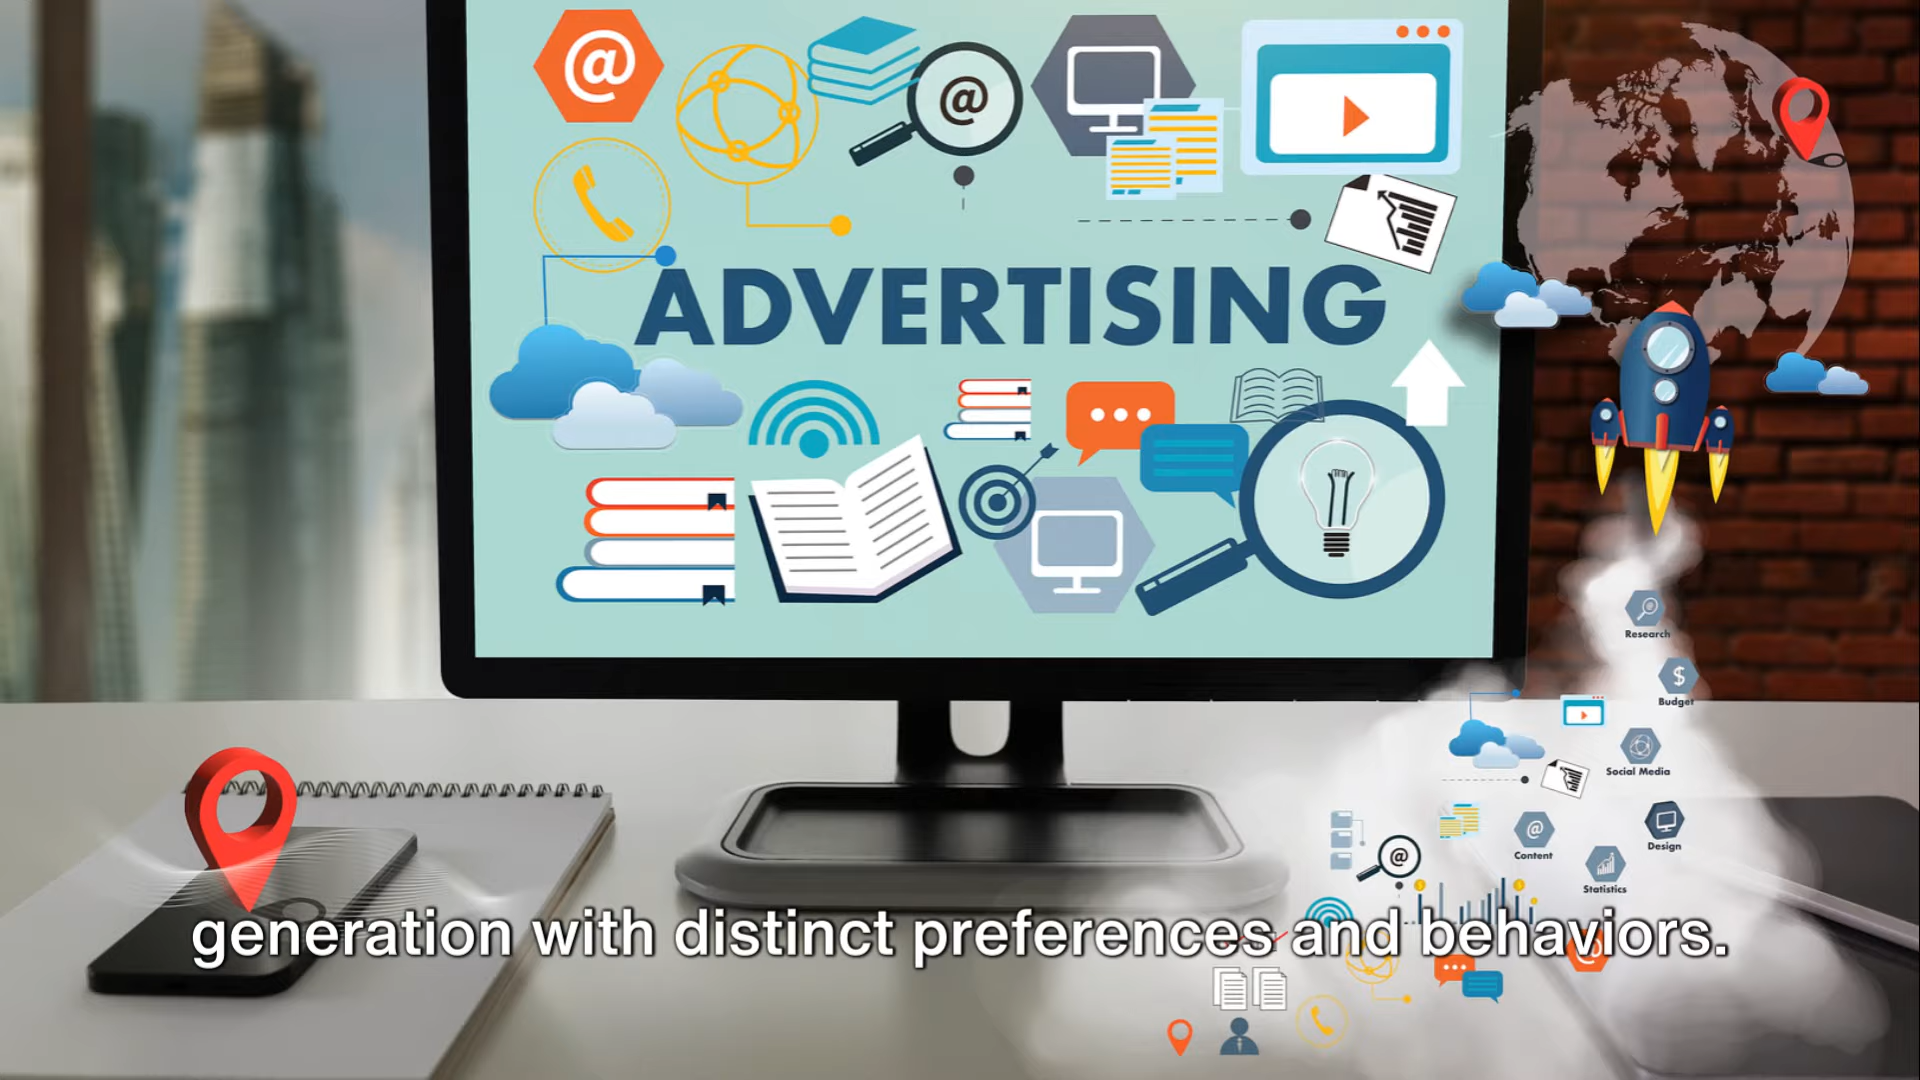 @
@
ADVERTISING
Research
$
Budget
Social Media
@
Content
Design
@
Statistics
generation with distinct preferences and behaviors.
@